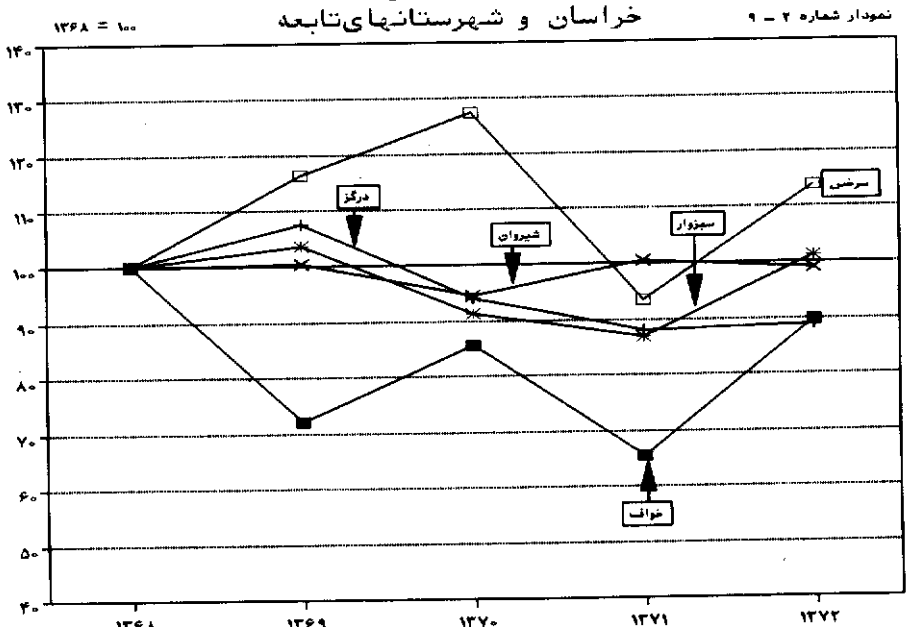 نمودار شماره ۲ – ۹
خراسان و شهرستانهای‌تابعه
۱۳۶۸ = ۱۰۰
۱۴۰
۱۳۰
۱۲۰
۱۱۰
۱۰۰
۹۰
۸۰
۷۰
۶۰
۵۰
۴۰
سرخس
درگز
سبزوار
شیروان
خواف
۱۳۶۸
۱۳۶۹
۱۳۷۰
۱۳۷۱
۱۳۷۲